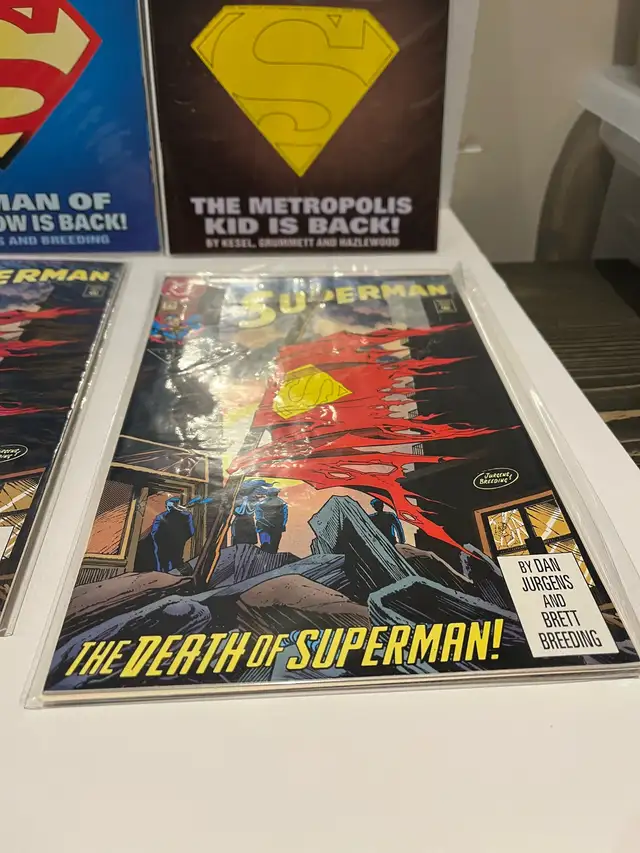 MAN OF
OW IS BACK!
S AND BREEDING
THE METROPOLIS
KID IS BACK!
BY KESEL, GRUMMETT AND HAZLEWOOD
PERMAN
JURGENS
BREEDING
SUPERMAN
JURGENS
BREEDING
BY DAN
JURGENS
AND
BRETT
BREEDING
THE DEATH OF SUPERMAN!